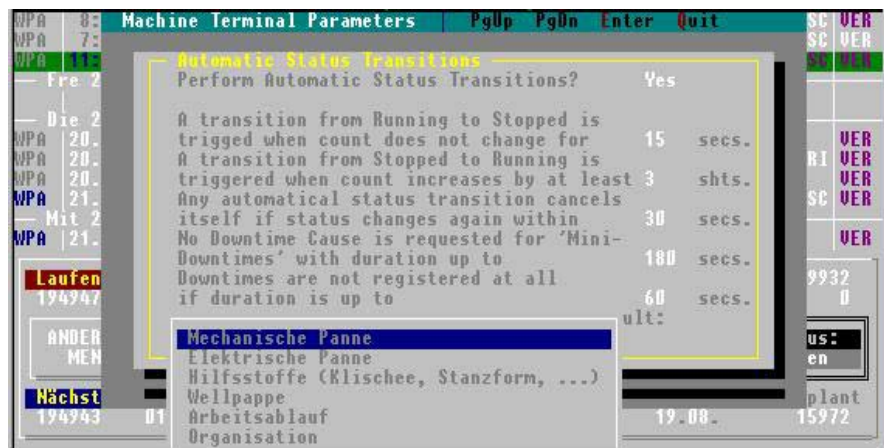 WPA 8: Machine Terminal Parameters PgUp PgDn Enter Quit SC VER
WPA 7: SC VER
WPA 11: Automatic Status Transitions SC VER
Fre 2 Perform Automatic Status Transitions? Yes
Die 2 A transition from Running to Stopped is
WPA 20. trigged when count does not change for 15 secs. VER
WPA 20. A transition from Stopped to Running is RI VER
WPA 20. triggered when count increases by at least 3 shts. VER
WPA 21. Any automatical status transition cancels SC VER
Mit 2 itself if status changes again within 30 secs.
WPA 21. No Downtime Cause is requested for 'Mini- VER
Downtimes' with duration up to 180 secs.
Laufen Downtimes are not registered at all 9932
194947 if duration is up to 60 secs. 0
ult:
ANDER Mechanische Panne us:
MEN Elektrische Panne en
Hilfsstoffe (Klischee, Stanzform, ...)
Nächst Wellpappe plant
194943 01 Arbeitsablauf 19.08. 15972
Organisation